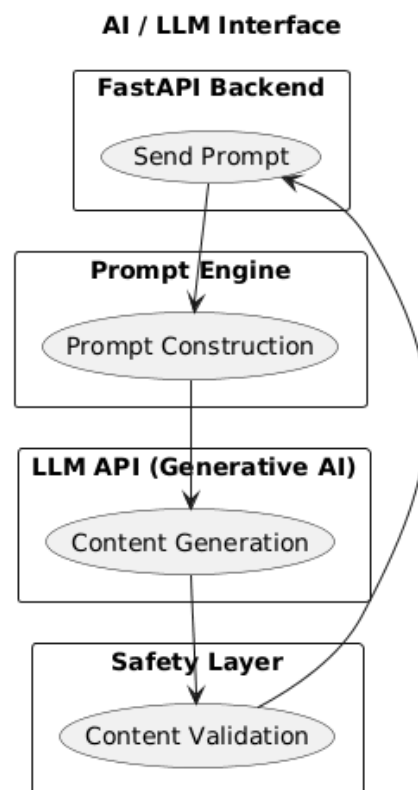 AI / LLM Interface
FastAPI Backend
Send Prompt
Prompt Engine
Prompt Construction
LLM API (Generative AI)
Content Generation
Safety Layer
Content Validation